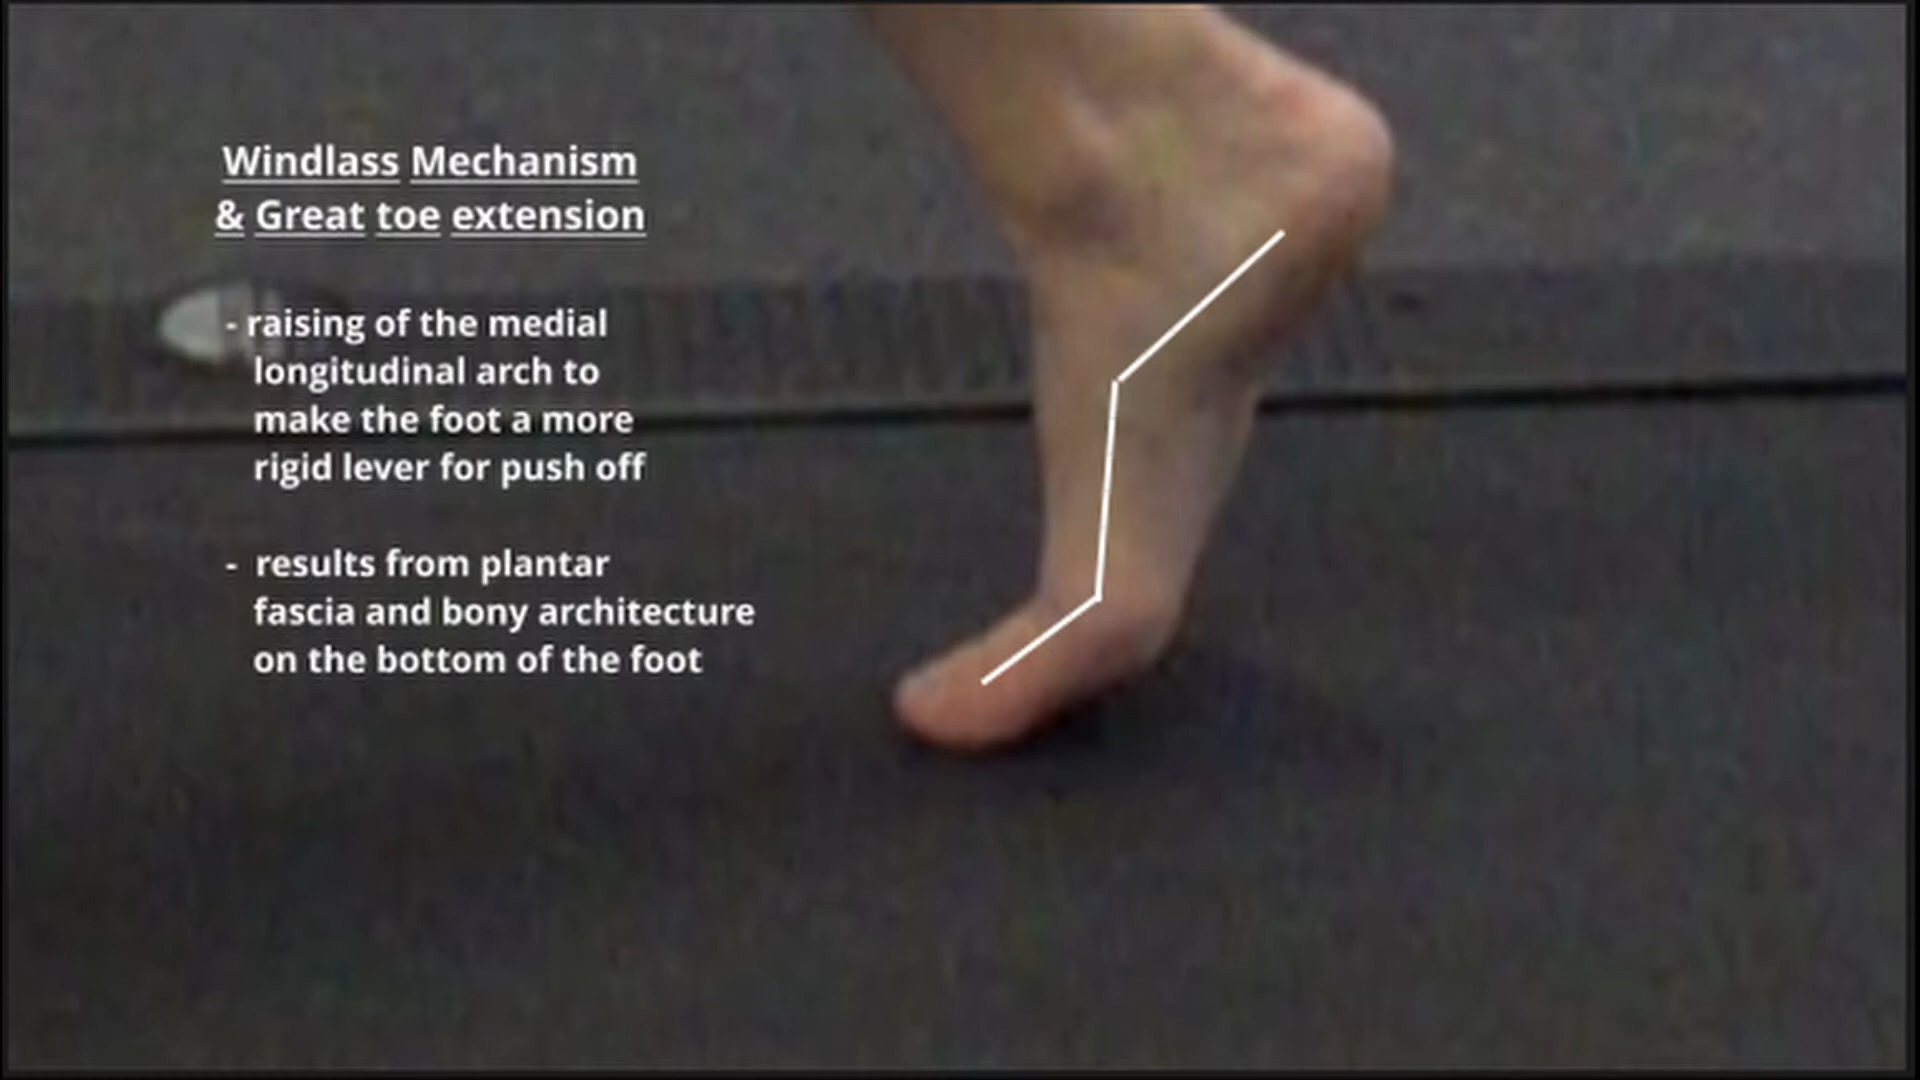 Windlass Mechanism
& Great toe extension
- raising of the medial
longitudinal arch to
make the foot a more
rigid lever for push off
- results from plantar
fascia and bony architecture
on the bottom of the foot